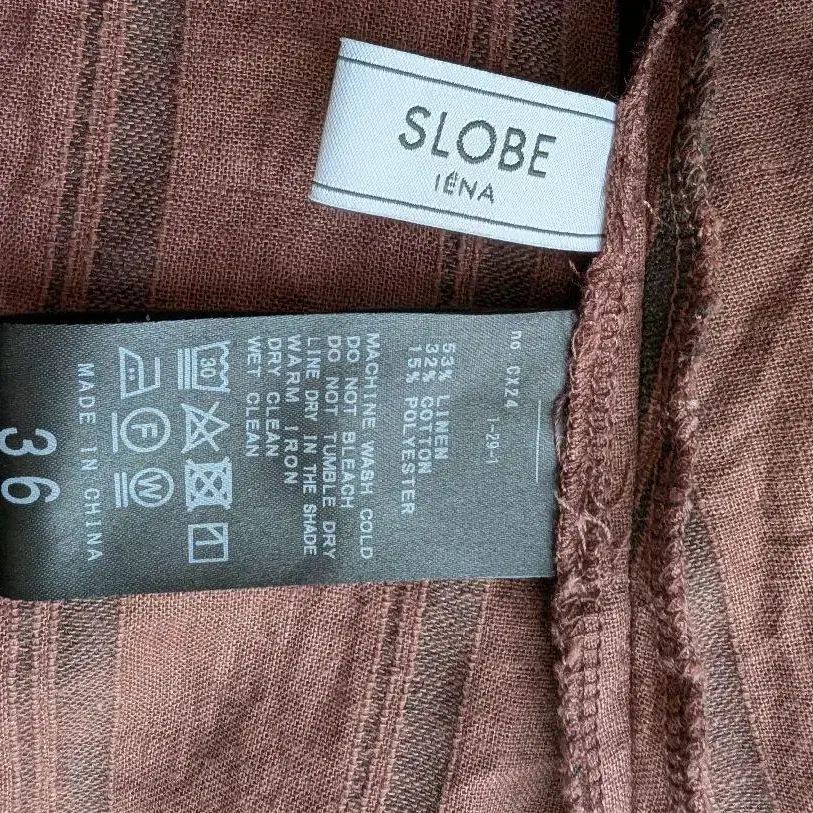 SLOBE
IÉNA
no CX24
1-29-1
53% LINEN
32% COTTON
15% POLYESTER
MACHINE WASH COLD
DO NOT BLEACH
DO NOT TUMBLE DRY
LINE DRY IN THE SHADE
WARM IRON
DRY CLEAN
WET CLEAN
30
F
W
MADE IN CHINA
36